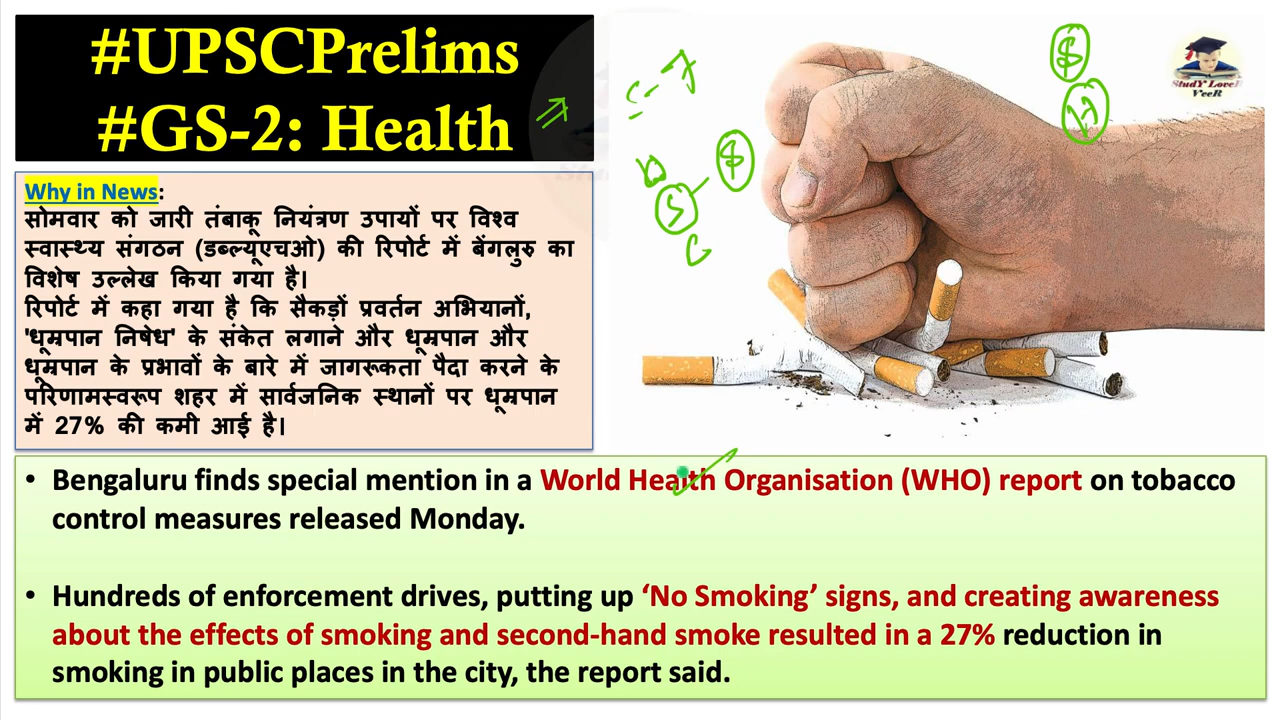 #UPSCPrelims
#GS-2: Health
Why in News:
सोमवार को जारी तंबाकू नियंत्रण उपायों पर विश्व
स्वास्थ्य संगठन (डब्ल्यूएचओ) की रिपोर्ट में बेंगलुरु का
विशेष उल्लेख किया गया है।
रिपोर्ट में कहा गया है कि सैकड़ों प्रवर्तन अभियानों,
'धूम्रपान निषेध' के संकेत लगाने और धूम्रपान और
धूम्रपान के प्रभावों के बारे में जागरूकता पैदा करने के
परिणामस्वरूप शहर में सार्वजनिक स्थानों पर धूम्रपान
में 27% की कमी आई है।
StudY LoveR
VeeR
• Bengaluru finds special mention in a World Health Organisation (WHO) report on tobacco
control measures released Monday.
• Hundreds of enforcement drives, putting up ‘No Smoking’ signs, and creating awareness
about the effects of smoking and second-hand smoke resulted in a 27% reduction in
smoking in public places in the city, the report said.